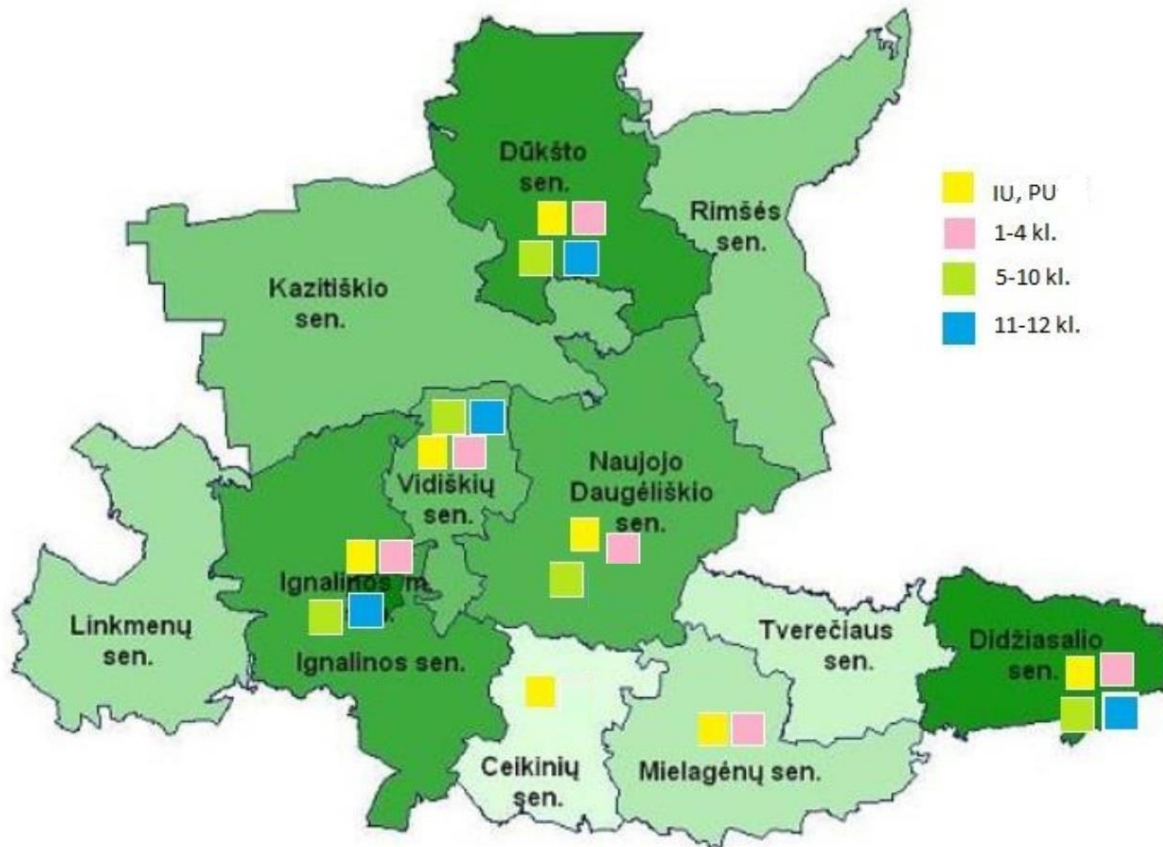 Dūkšto
sen.
Rimšės
sen.
IU, PU
1-4 kl.
5-10 kl.
11-12 kl.
Kazitiškio
sen.
Vidiškių
sen.
Naujojo
Daugėliškio
sen.
Ignalinos m.
Ignalinos sen.
Linkmenų
sen.
Tverečiaus
sen.
Didžiasalio
sen.
Ceikinių
sen.
Mielagėnų sen.